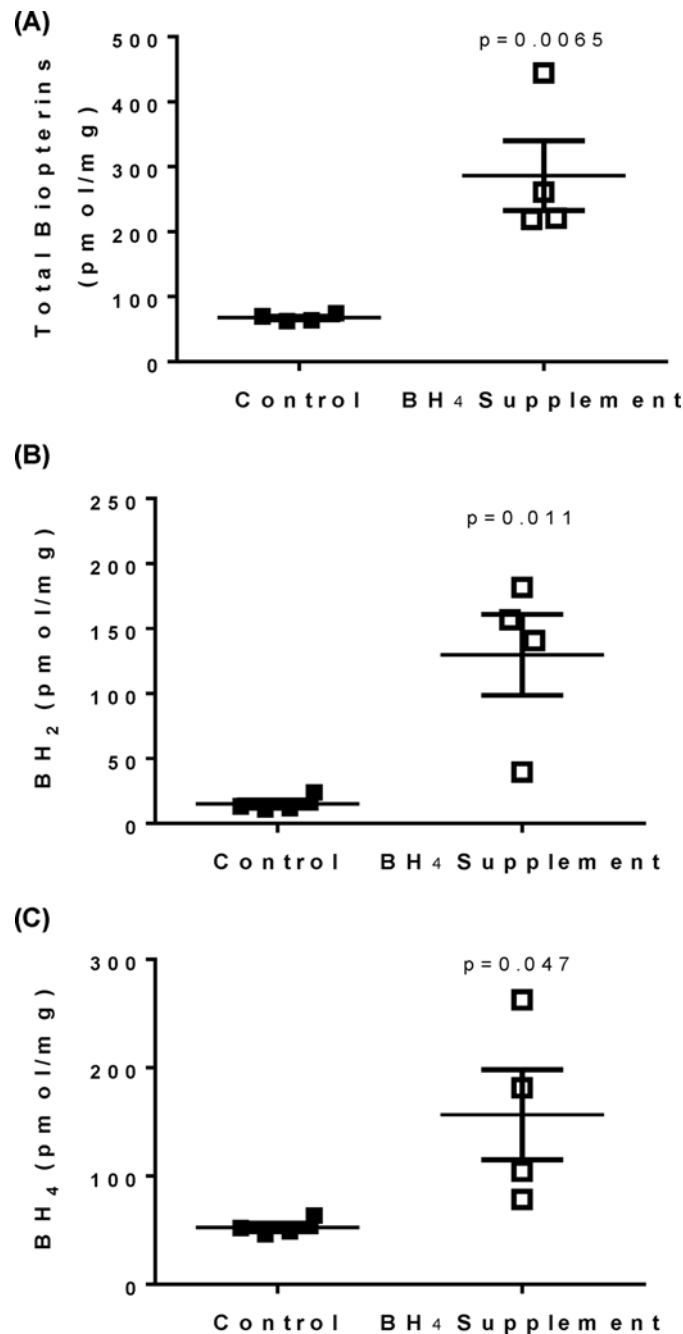 (A)
Total Biopterins
(pmol/mg)
500
400
300
200
100
0
p=0.0065
Control
BH₄ Supplement
(B)
BH₂ (pmol/mg)
250
200
150
100
50
0
p=0.011
Control
BH₄ Supplement
(C)
BH₄ (pmol/mg)
300
200
100
0
p=0.047
Control
BH₄ Supplement